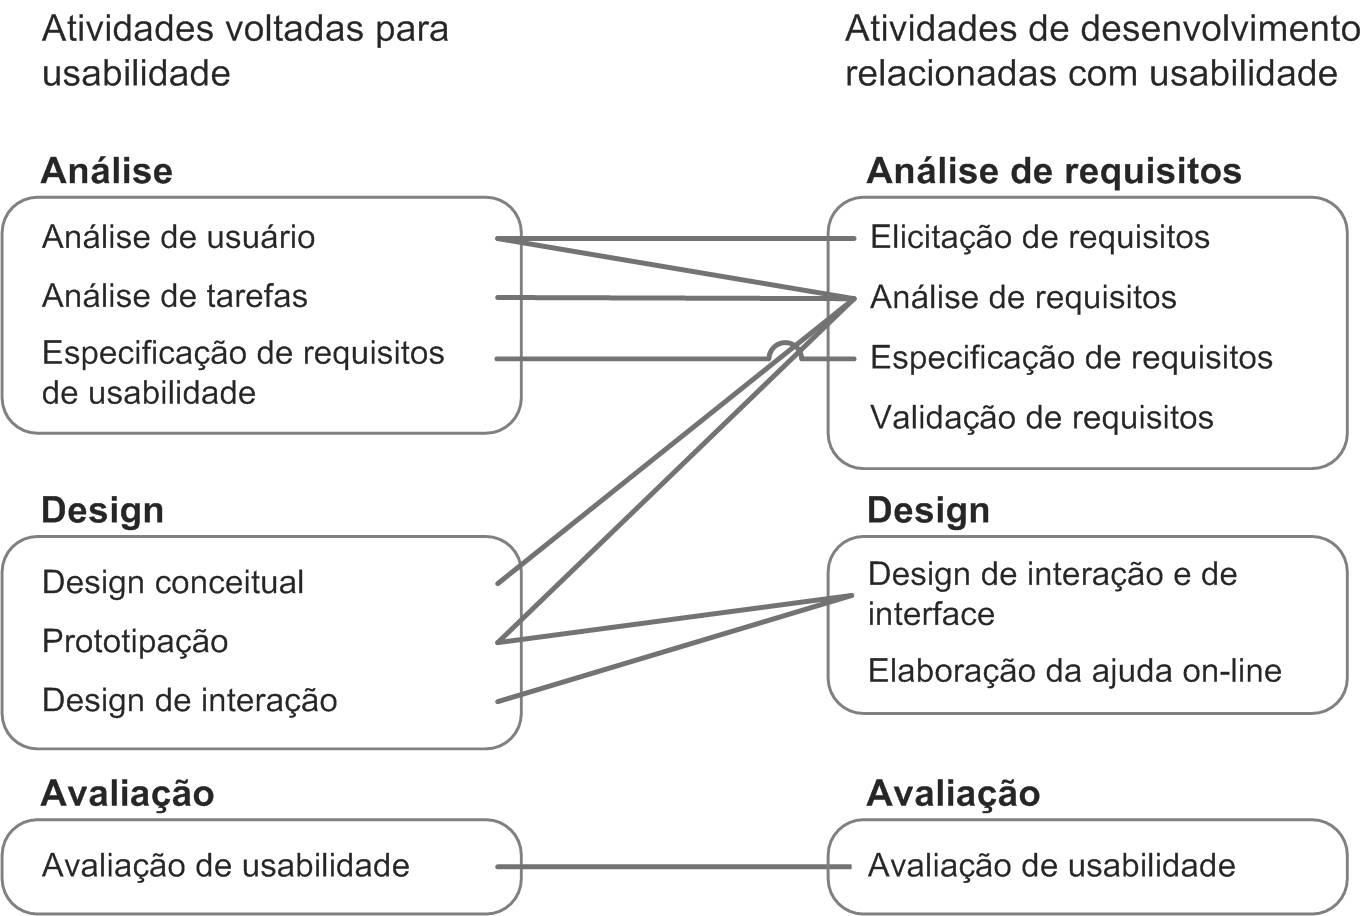 Atividades voltadas para
usabilidade
Análise
Análise de usuário
Análise de tarefas
Especificação de requisitos
de usabilidade
Design
Design conceitual
Prototipação
Design de interação
Avaliação
Avaliação de usabilidade
Atividades de desenvolvimento
relacionadas com usabilidade
Análise de requisitos
Elicitação de requisitos
Análise de requisitos
Especificação de requisitos
Validação de requisitos
Design
Design de interação e de
interface
Elaboração da ajuda on-line
Avaliação
Avaliação de usabilidade